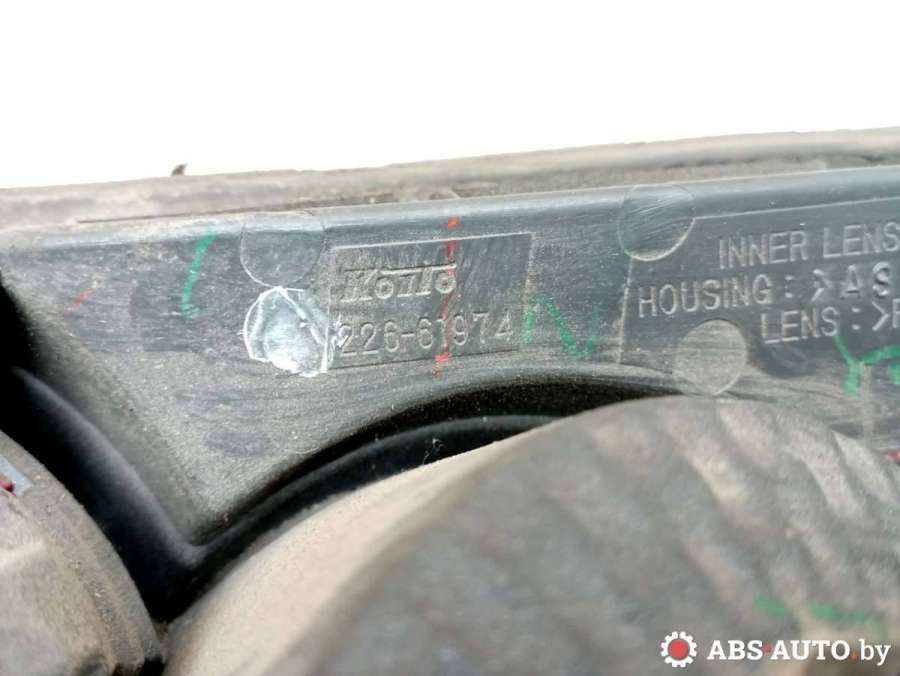 Koito
226-61974
INNER LENS
HOUSING : >AS
LENS : >P
N
ABS-AUTO.by